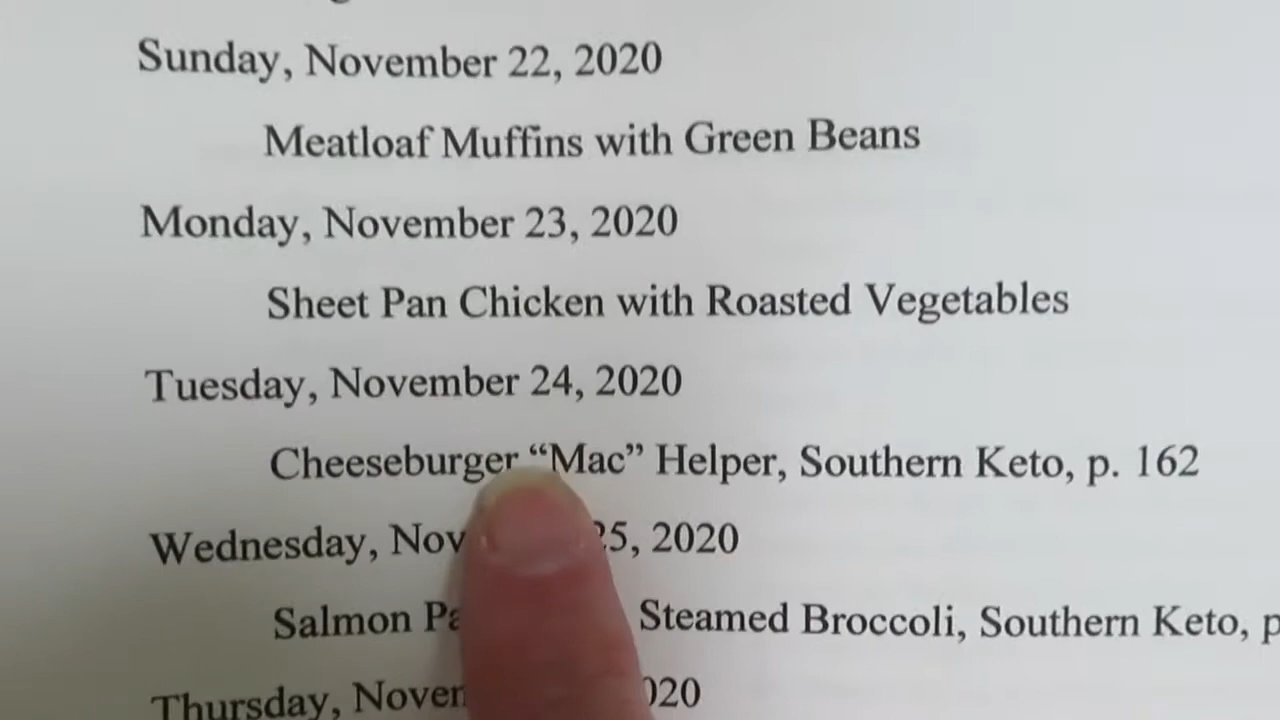 Sunday, November 22, 2020
Meatloaf Muffins with Green Beans
Monday, November 23, 2020
Sheet Pan Chicken with Roasted Vegetables
Tuesday, November 24, 2020
Cheeseburger “Mac” Helper, Southern Keto, p. 162
Wednesday, 25, 2020
Salmon Steamed Broccoli, Southern Keto,
Thursday,